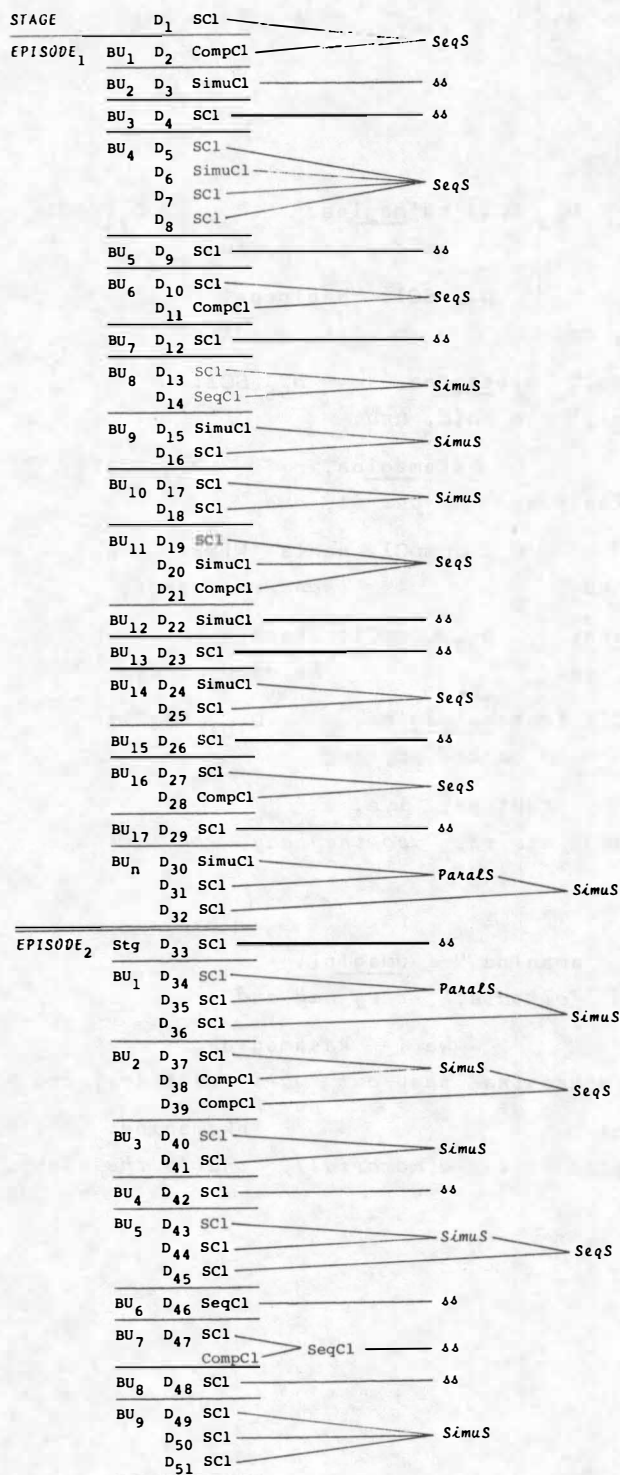 STAGE D1 SCl
SeqS
EPISODE1 BU1 D2 CompCl
BU2 D3 SimuCl ss
BU3 D4 SCl ss
BU4 D5 SCl
D6 SimuCl
SeqS
D7 SCl
D8 SCl
BU5 D9 SCl ss
BU6 D10 SCl
SeqS
D11 CompCl
BU7 D12 SCl ss
BU8 D13 SCl
SimuS
D14 SeqCl
BU9 D15 SimuCl
SimuS
D16 SCl
BU10 D17 SCl
SimuS
D18 SCl
BU11 D19 SCl
D20 SimuCl SeqS
D21 CompCl
BU12 D22 SimuCl ss
BU13 D23 SCl ss
BU14 D24 SimuCl
SeqS
D25 SCl
BU15 D26 SCl ss
BU16 D27 SCl
SeqS
D28 CompCl
BU17 D29 SCl ss
BUn D30 SimuCl
ParalS
D31 SCl
SimuS
D32 SCl
EPISODE2 Stg D33 SCl ss
BU1 D34 SCl
ParalS
D35 SCl
SimuS
D36 SCl
BU2 D37 SCl
SimuS
D38 CompCl
SeqS
D39 CompCl
BU3 D40 SCl
SimuS
D41 SCl
BU4 D42 SCl ss
BU5 D43 SCl
SimuS
D44 SCl
SeqS
D45 SCl
BU6 D46 SeqCl ss
BU7 D47 SCl
SeqCl ss
CompCl
BU8 D48 SCl ss
BU9 D49 SCl
SimuS
D50 SCl
D51 SCl